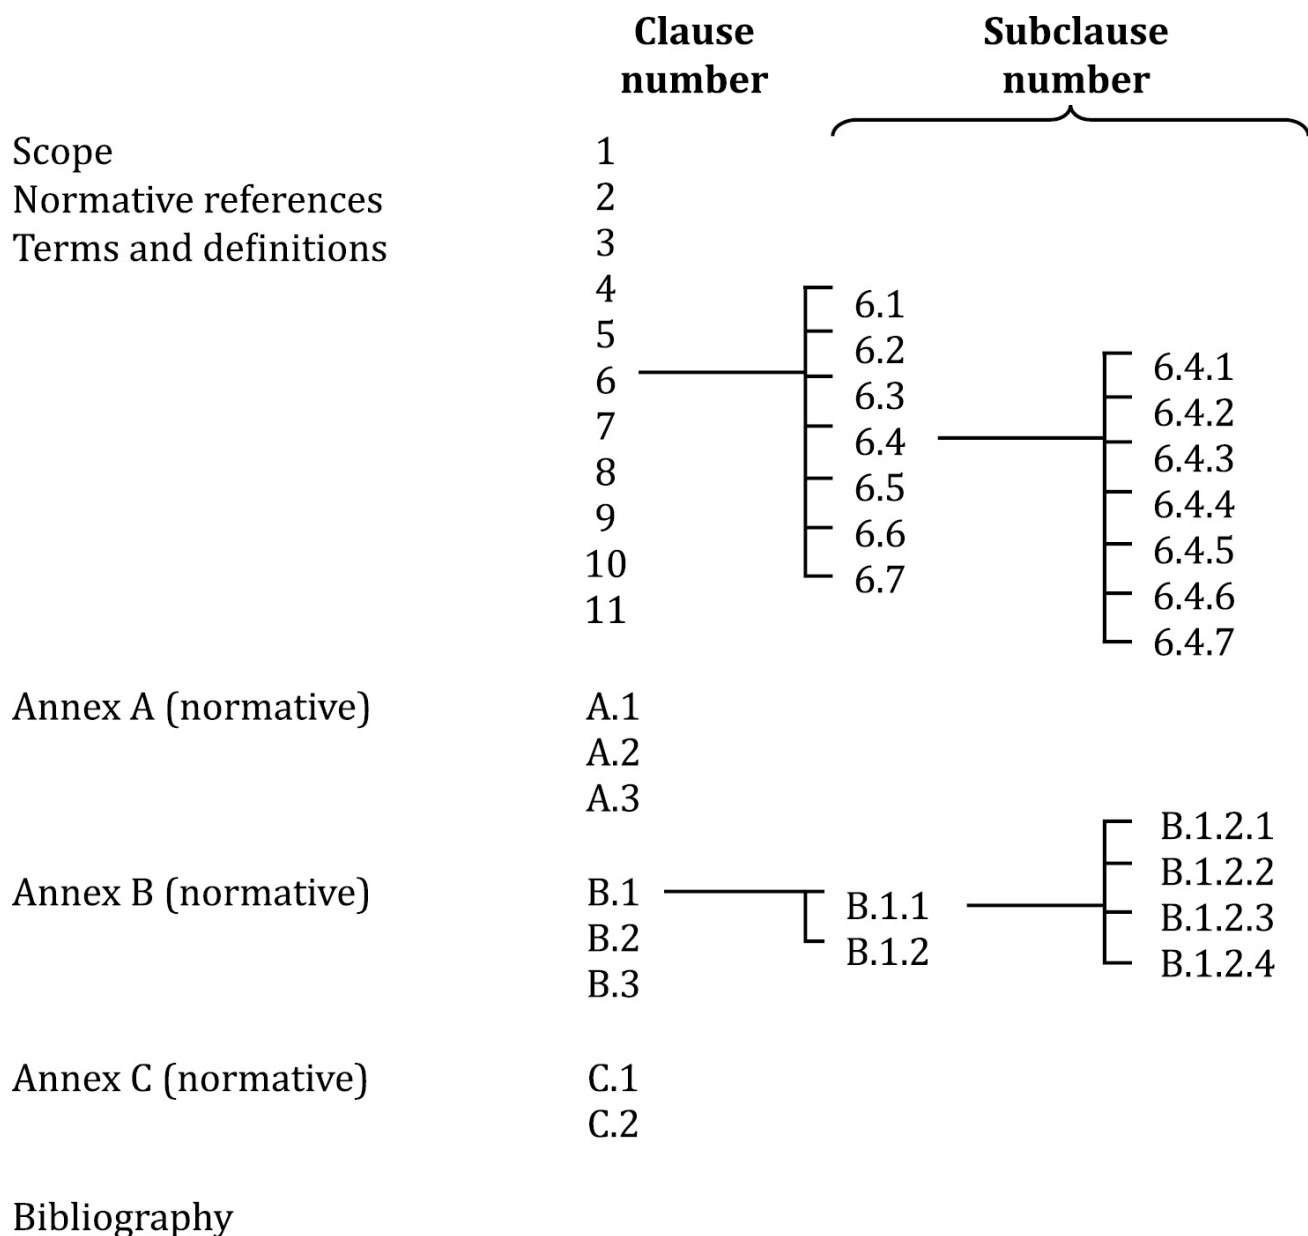 Clause number
Subclause number
Scope 1
Normative references 2
Terms and definitions 3
4
5
6
7
8
9
10
11
6.1
6.2
6.3
6.4
6.5
6.6
6.7
6.4.1
6.4.2
6.4.3
6.4.4
6.4.5
6.4.6
6.4.7
Annex A (normative) A.1
A.2
A.3
Annex B (normative) B.1
B.2
B.3
B.1.1
B.1.2
B.1.2.1
B.1.2.2
B.1.2.3
B.1.2.4
Annex C (normative) C.1
C.2
Bibliography